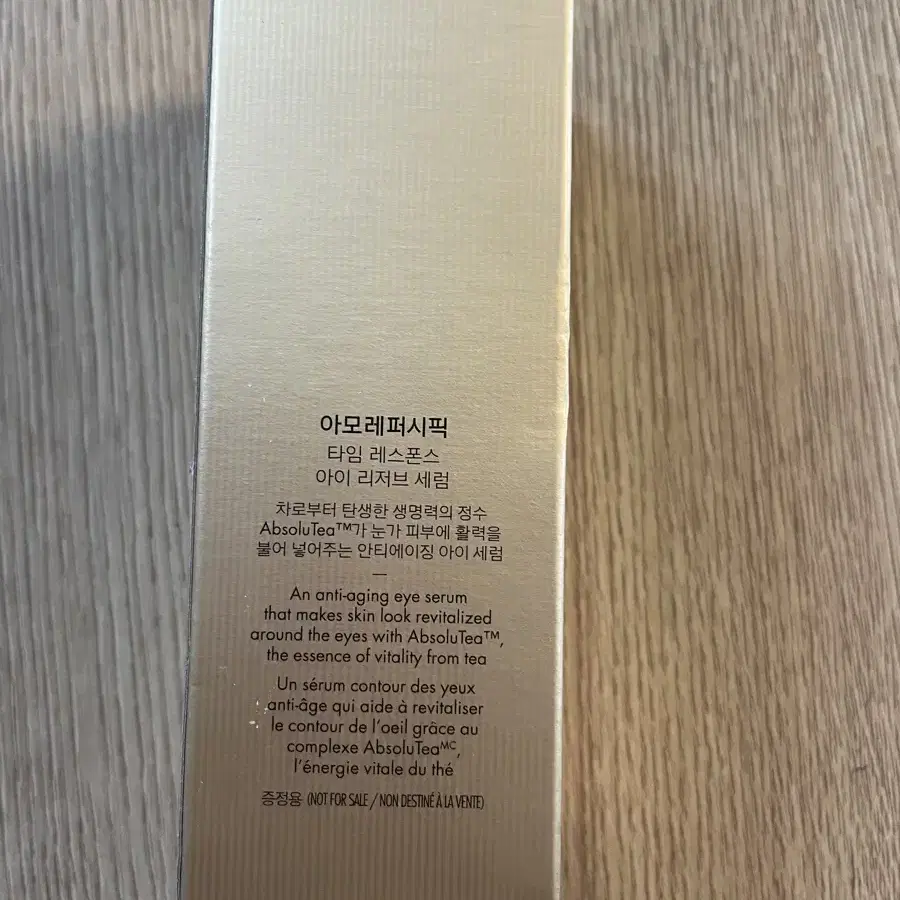 아모레퍼시픽
타임 레스폰스
아이 리저브 세럼
차로부터 탄생한 생명력의 정수
AbsoluTea™가 눈가 피부에 활력을
불어 넣어주는 안티에이징 아이 세럼
—
An anti-aging eye serum
that makes skin look revitalized
around the eyes with AbsoluTea™,
the essence of vitality from tea
Un sérum contour des yeux
anti-âge qui aide à revitaliser
le contour de l'oeil grâce au
complexe AbsoluTeaᴹᶜ,
l'énergie vitale du thé
증정용 (NOT FOR SALE / NON DESTINÉ À LA VENTE)